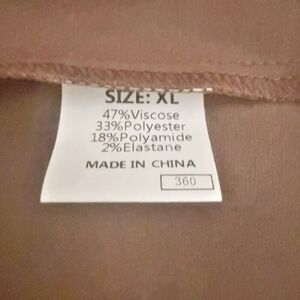 SIZE: XL
47%Viscose
33%Polyester
18%Polyamide
2%Elastane
MADE IN CHINA
360